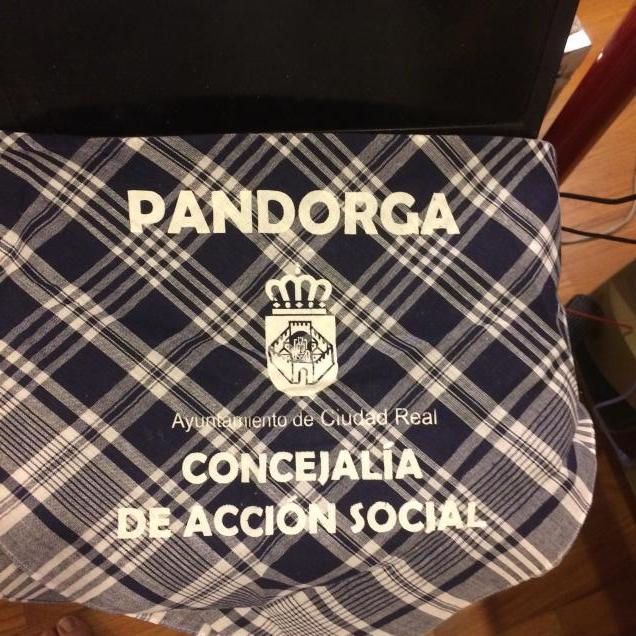 PANDORGA
Ayuntamiento de Ciudad Real
CONCEJALÍA
DE ACCIÓN SOCIAL